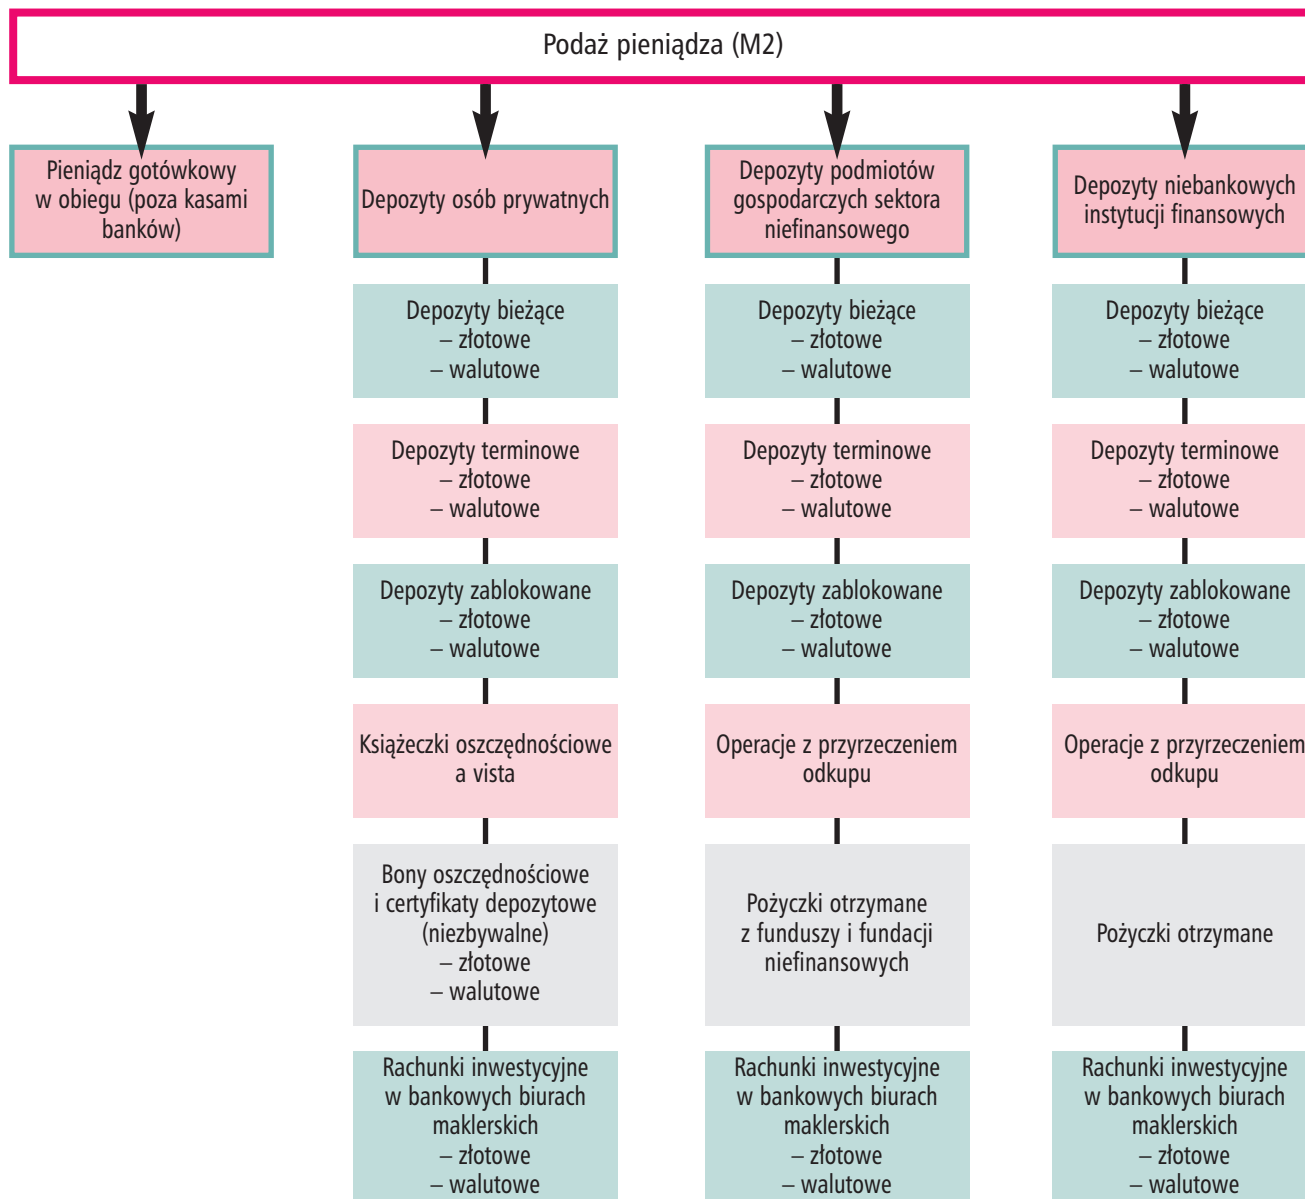 Podaż pieniądza (M2)
Pieniądz gotówkowy
w obiegu (poza kasami
banków)
Depozyty osób prywatnych
Depozyty podmiotów
gospodarczych sektora
niefinansowego
Depozyty niebankowych
instytucji finansowych
Depozyty bieżące
– złotowe
– walutowe
Depozyty bieżące
– złotowe
– walutowe
Depozyty bieżące
– złotowe
– walutowe
Depozyty terminowe
– złotowe
– walutowe
Depozyty terminowe
– złotowe
– walutowe
Depozyty terminowe
– złotowe
– walutowe
Depozyty zablokowane
– złotowe
– walutowe
Depozyty zablokowane
– złotowe
– walutowe
Depozyty zablokowane
– złotowe
– walutowe
Książeczki oszczędnościowe
a vista
Operacje z przyrzeczeniem
odkupu
Operacje z przyrzeczeniem
odkupu
Bony oszczędnościowe
i certyfikaty depozytowe
(niezbywalne)
– złotowe
– walutowe
Pożyczki otrzymane
z funduszy i fundacji
niefinansowych
Pożyczki otrzymane
Rachunki inwestycyjne
w bankowych biurach
maklerskich
– złotowe
– walutowe
Rachunki inwestycyjne
w bankowych biurach
maklerskich
– złotowe
– walutowe
Rachunki inwestycyjne
w bankowych biurach
maklerskich
– złotowe
– walutowe